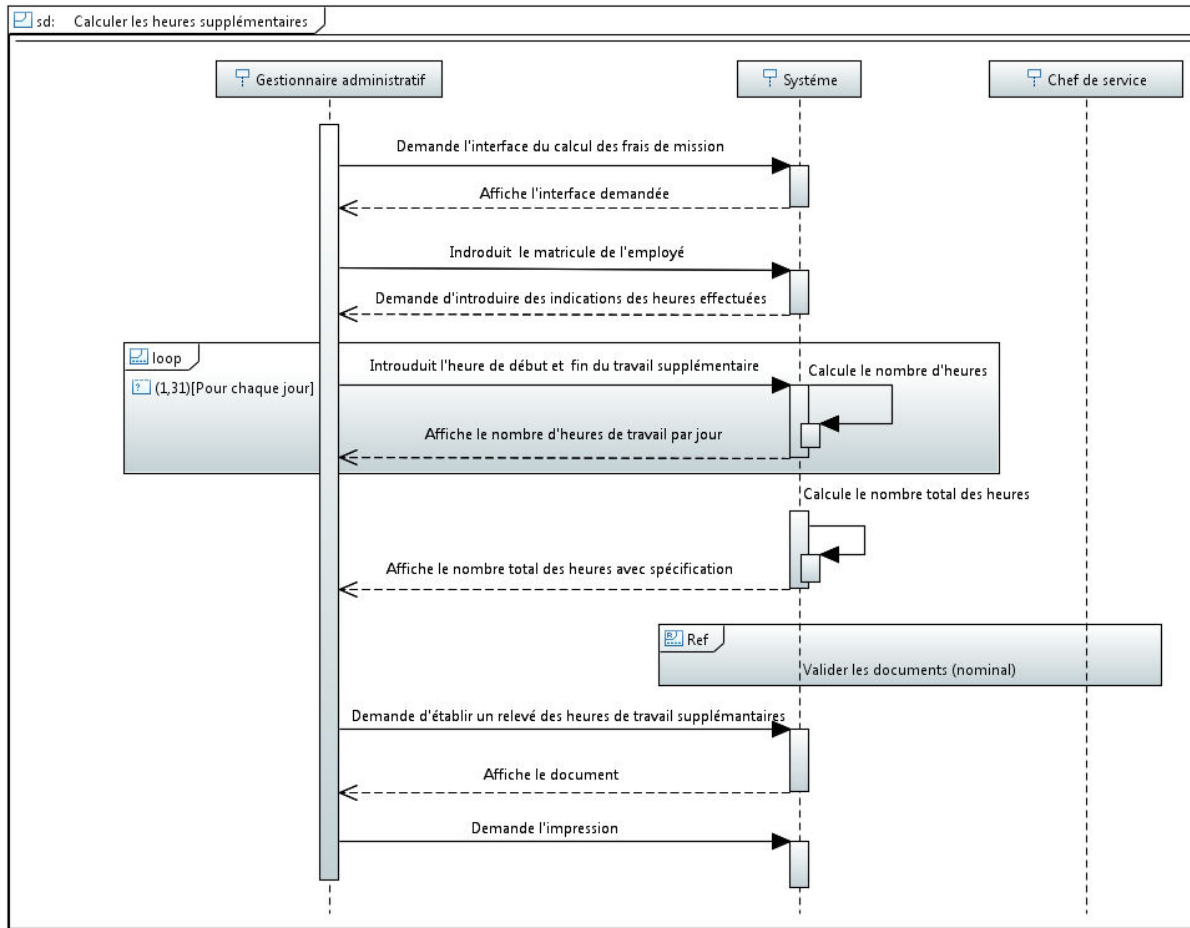 sd: Calculer les heures supplémentaires
Gestionnaire administratif
Systéme
Chef de service
Demande l'interface du calcul des frais de mission
Affiche l'interface demandée
Indroduit le matricule de l'employé
Demande d'introduire des indications des heures effectuées
loop
(1,31)[Pour chaque jour]
Introuduit l'heure de début et fin du travail supplémentaire
Calcule le nombre d'heures
Affiche le nombre d'heures de travail par jour
Calcule le nombre total des heures
Affiche le nombre total des heures avec spécification
Ref
Valider les documents (nominal)
Demande d'établir un relevé des heures de travail supplémantaires
Affiche le document
Demande l'impression